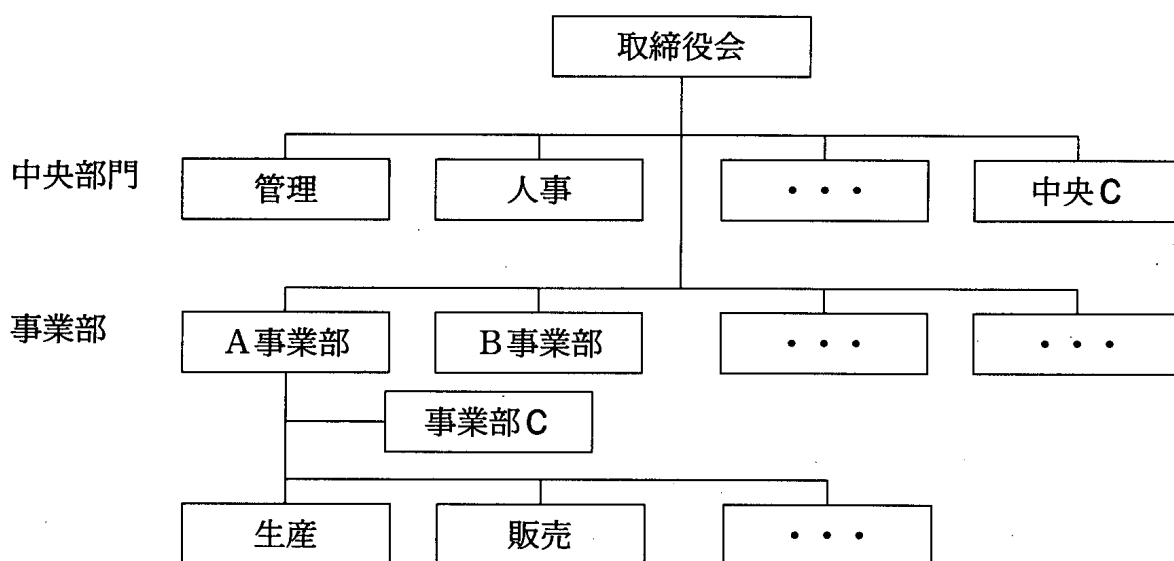 取締役会
中央部門
管理
人事
・・・
中央C
事業部
A事業部
B事業部
・・・
・・・
事業部C
生産
販売
・・・